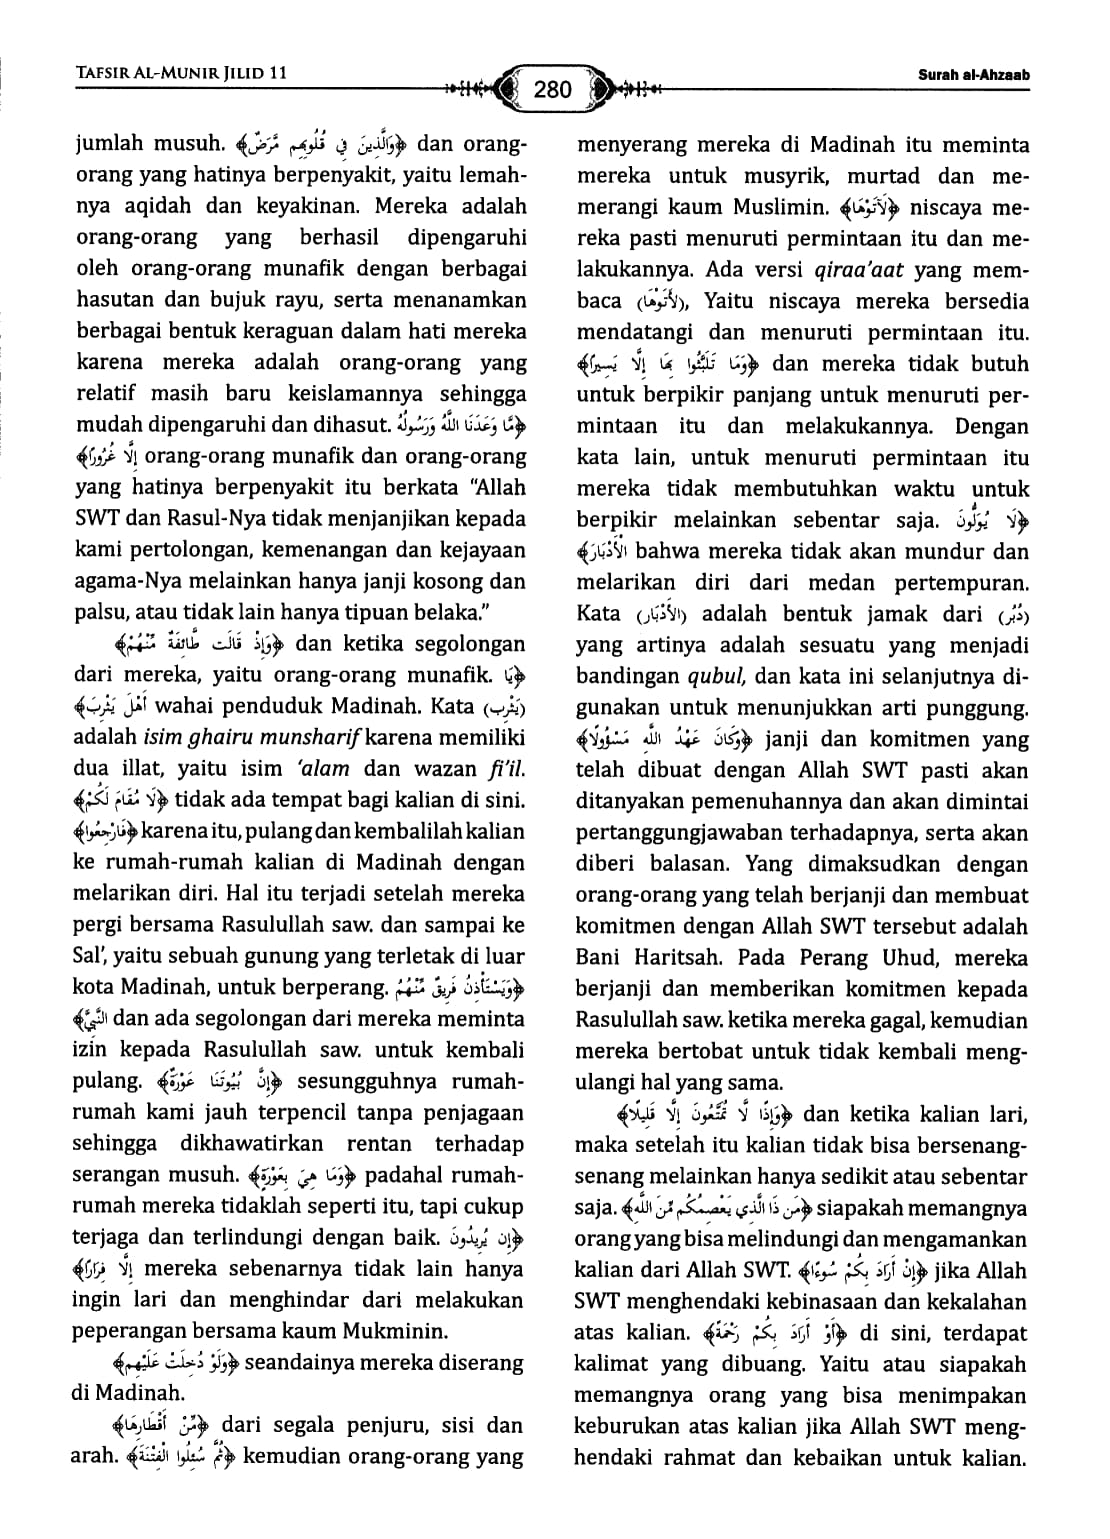 TAFSIR AL-MUNIR JILID 11
280
Surah al-Ahzaab
jumlah musuh. ﴿وَالَّذِينَ فِي قُلُوبِهِم مَّرَضٌ﴾ dan orang-
orang yang hatinya berpenyakit, yaitu lemah-
nya aqidah dan keyakinan. Mereka adalah
orang-orang yang berhasil dipengaruhi
oleh orang-orang munafik dengan berbagai
hasutan dan bujuk rayu, serta menanamkan
berbagai bentuk keraguan dalam hati mereka
karena mereka adalah orang-orang yang
relatif masih baru keislamannya sehingga
mudah dipengaruhi dan dihasut. ﴿مَّا وَعَدَنَا اللَّهُ وَرَسُولُهُ
إِلَّا غُرُورًا﴾ orang-orang munafik dan orang-orang
yang hatinya berpenyakit itu berkata "Allah
SWT dan Rasul-Nya tidak menjanjikan kepada
kami pertolongan, kemenangan dan kejayaan
agama-Nya melainkan hanya janji kosong dan
palsu, atau tidak lain hanya tipuan belaka."
﴿وَإِذْ قَالَت طَّائِفَةٌ مِّنْهُمْ﴾ dan ketika segolongan
dari mereka, yaitu orang-orang munafik. ﴿يَا
أَهْلَ يَثْرِبَ﴾ wahai penduduk Madinah. Kata (يَثْرِب)
adalah isim ghairu munsharif karena memiliki
dua illat, yaitu isim 'alam dan wazan fi'il.
﴿لَا مُقَامَ لَكُمْ﴾ tidak ada tempat bagi kalian di sini.
﴿فَارْجِعُوا﴾ karena itu, pulang dan kembalilah kalian
ke rumah-rumah kalian di Madinah dengan
melarikan diri. Hal itu terjadi setelah mereka
pergi bersama Rasulullah saw. dan sampai ke
Sal', yaitu sebuah gunung yang terletak di luar
kota Madinah, untuk berperang. ﴿وَيَسْتَأْذِنُ فَرِيقٌ مِّنْهُمُ
النَّبِيَّ﴾ dan ada segolongan dari mereka meminta
izin kepada Rasulullah saw. untuk kembali
pulang. ﴿إِنَّ بُيُوتَنَا عَوْرَةٌ﴾ sesungguhnya rumah-
rumah kami jauh terpencil tanpa penjagaan
sehingga dikhawatirkan rentan terhadap
serangan musuh. ﴿وَمَا هِيَ بِعَوْرَةٍ﴾ padahal rumah-
rumah mereka tidaklah seperti itu, tapi cukup
terjaga dan terlindungi dengan baik. ﴿إِن يُرِيدُونَ
إِلَّا فِرَارًا﴾ mereka sebenarnya tidak lain hanya
ingin lari dan menghindar dari melakukan
peperangan bersama kaum Mukminin.
﴿وَلَوْ دُخِلَتْ عَلَيْهِم﴾ seandainya mereka diserang
di Madinah.
﴿مِّنْ أَقْطَارِهَا﴾ dari segala penjuru, sisi dan
arah. ﴿ثُمَّ سُئِلُوا الْفِتْنَةَ﴾ kemudian orang-orang yang
menyerang mereka di Madinah itu meminta
mereka untuk musyrik, murtad dan me-
merangi kaum Muslimin. ﴿لَآتَوْهَا﴾ niscaya me-
reka pasti menuruti permintaan itu dan me-
lakukannya. Ada versi qiraa'aat yang mem-
baca (لَأَتَوْهَا), Yaitu niscaya mereka bersedia
mendatangi dan menuruti permintaan itu.
﴿وَمَا تَلَبَّثُوا بِهَا إِلَّا يَسِيرًا﴾ dan mereka tidak butuh
untuk berpikir panjang untuk menuruti per-
mintaan itu dan melakukannya. Dengan
kata lain, untuk menuruti permintaan itu
mereka tidak membutuhkan waktu untuk
berpikir melainkan sebentar saja. ﴿لَا يُوَلُّونَ
الْأَدْبَارَ﴾ bahwa mereka tidak akan mundur dan
melarikan diri dari medan pertempuran.
Kata (الْأَدْبَار) adalah bentuk jamak dari (دُبُر)
yang artinya adalah sesuatu yang menjadi
bandingan qubul, dan kata ini selanjutnya di-
gunakan untuk menunjukkan arti punggung.
﴿وَكَانَ عَهْدُ اللَّهِ مَسْؤُولًا﴾ janji dan komitmen yang
telah dibuat dengan Allah SWT pasti akan
ditanyakan pemenuhannya dan akan dimintai
pertanggungjawaban terhadapnya, serta akan
diberi balasan. Yang dimaksudkan dengan
orang-orang yang telah berjanji dan membuat
komitmen dengan Allah SWT tersebut adalah
Bani Haritsah. Pada Perang Uhud, mereka
berjanji dan memberikan komitmen kepada
Rasulullah saw. ketika mereka gagal, kemudian
mereka bertobat untuk tidak kembali meng-
ulangi hal yang sama.
﴿وَإِذًا لَّا تُمَتَّعُونَ إِلَّا قَلِيلًا﴾ dan ketika kalian lari,
maka setelah itu kalian tidak bisa bersenang-
senang melainkan hanya sedikit atau sebentar
saja. ﴿مَن ذَا الَّذِي يَعْصِمُكُم مِّنَ اللَّهِ﴾ siapakah memangnya
orang yang bisa melindungi dan mengamankan
kalian dari Allah SWT. ﴿إِنْ أَرَادَ بِكُمْ سُوءًا﴾ jika Allah
SWT menghendaki kebinasaan dan kekalahan
atas kalian. ﴿أَوْ أَرَادَ بِكُمْ رَحْمَةً﴾ di sini, terdapat
kalimat yang dibuang. Yaitu atau siapakah
memangnya orang yang bisa menimpakan
keburukan atas kalian jika Allah SWT meng-
hendaki rahmat dan kebaikan untuk kalian.